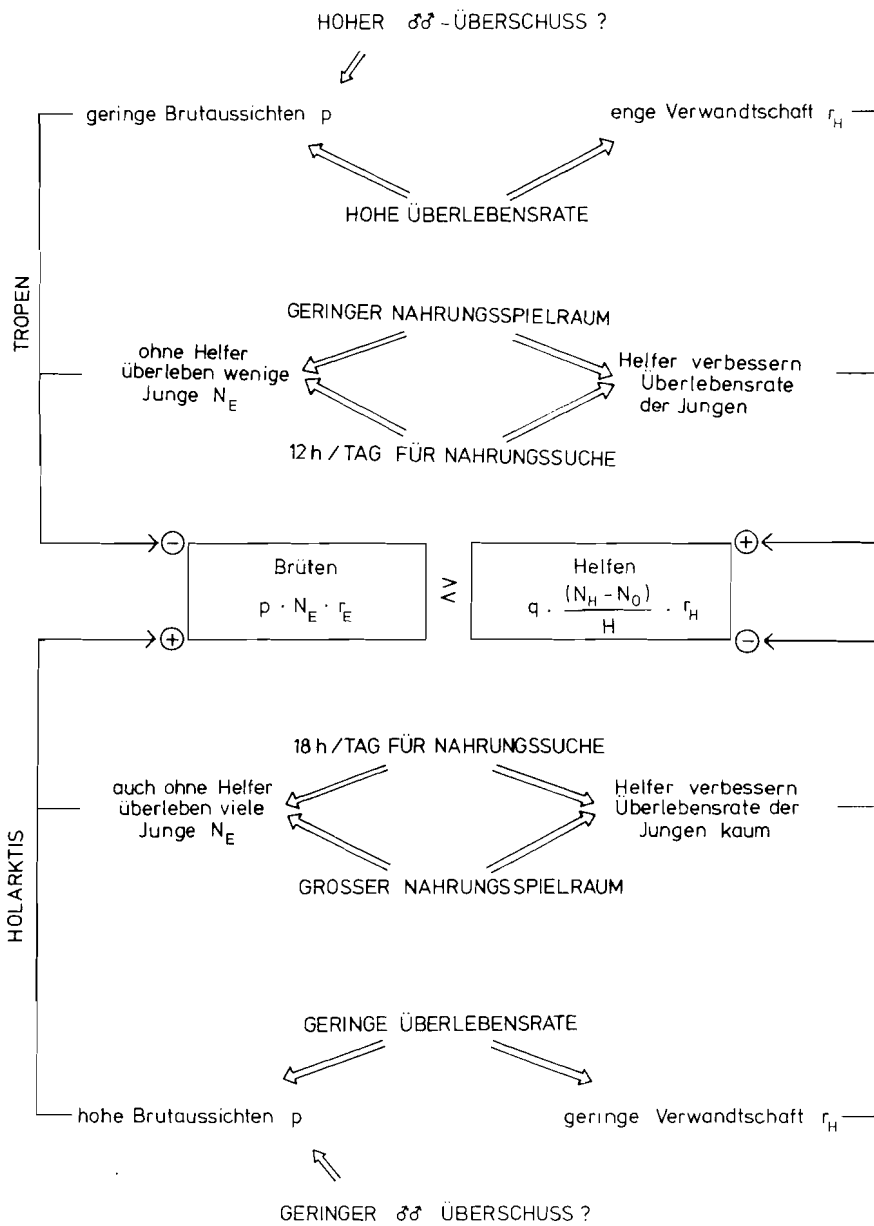 HOHER ♂♂-ÜBERSCHUSS ?
geringe Brutaussichten p
enge Verwandtschaft r_H
HOHE ÜBERLEBENSRATE
TROPEN
GERINGER NAHRUNGSSPIELRAUM
ohne Helfer
überleben wenige
Junge N_E
Helfer verbessern
Überlebensrate
der Jungen
12h / TAG FÜR NAHRUNGSSUCHE
−
+
Brüten
p · N_E · r_E
< >
Helfen
q · (N_H − N_0) / H · r_H
+
−
HOLARKTIS
18h /TAG FÜR NAHRUNGSSUCHE
auch ohne Helfer
überleben viele
Junge N_E
Helfer verbessern
Überlebensrate der
Jungen kaum
GROSSER NAHRUNGSSPIELRAUM
GERINGE ÜBERLEBENSRATE
hohe Brutaussichten p
geringe Verwandtschaft r_H
GERINGER ♂♂ ÜBERSCHUSS ?